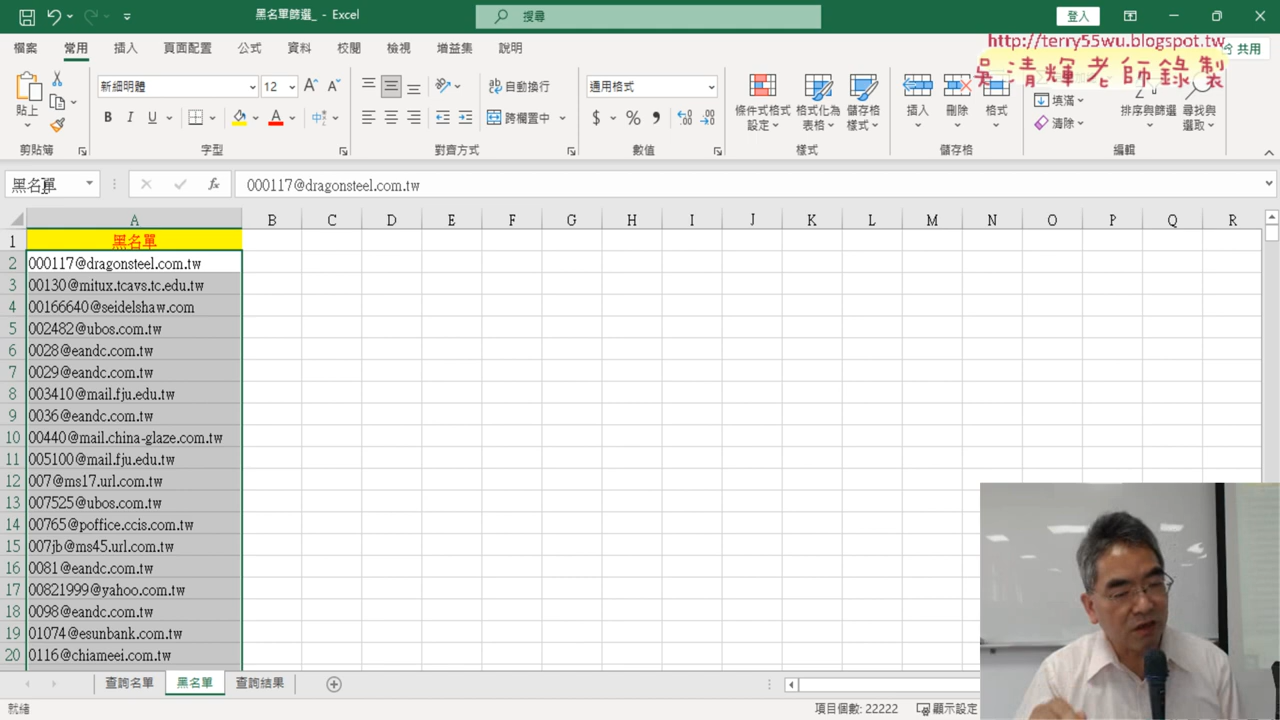 黑名單篩選_ - Excel
搜尋
登入
http://terry55wu.blogspot.tw
吳清輝老師錄製
檔案 常用 插入 頁面配置 公式 資料 校閱 檢視 增益集 說明 共用
貼上
新細明體 12
B I U
中
自動換行
跨欄置中
通用格式
$ % ,
條件式格式設定
格式化為表格
儲存格樣式
插入 刪除 格式
填滿
清除
排序與篩選
尋找與選取
剪貼簿 字型 對齊方式 數值 樣式 儲存格 編輯
黑名單 fx 000117@dragonsteel.com.tw
A B C D E F G H I J K L M N O P Q R
1 黑名單
2 000117@dragonsteel.com.tw
3 00130@mitux.tcavs.tc.edu.tw
4 00166640@seidelshaw.com
5 002482@ubos.com.tw
6 0028@eandc.com.tw
7 0029@eandc.com.tw
8 003410@mail.fju.edu.tw
9 0036@eandc.com.tw
10 00440@mail.china-glaze.com.tw
11 005100@mail.fju.edu.tw
12 007@ms17.url.com.tw
13 007525@ubos.com.tw
14 00765@poffice.ccis.com.tw
15 007jb@ms45.url.com.tw
16 0081@eandc.com.tw
17 00821999@yahoo.com.tw
18 0098@eandc.com.tw
19 01074@esunbank.com.tw
20 0116@chiameei.com.tw
查詢名單 黑名單 查詢結果
就緒
項目個數: 22222 顯示設定